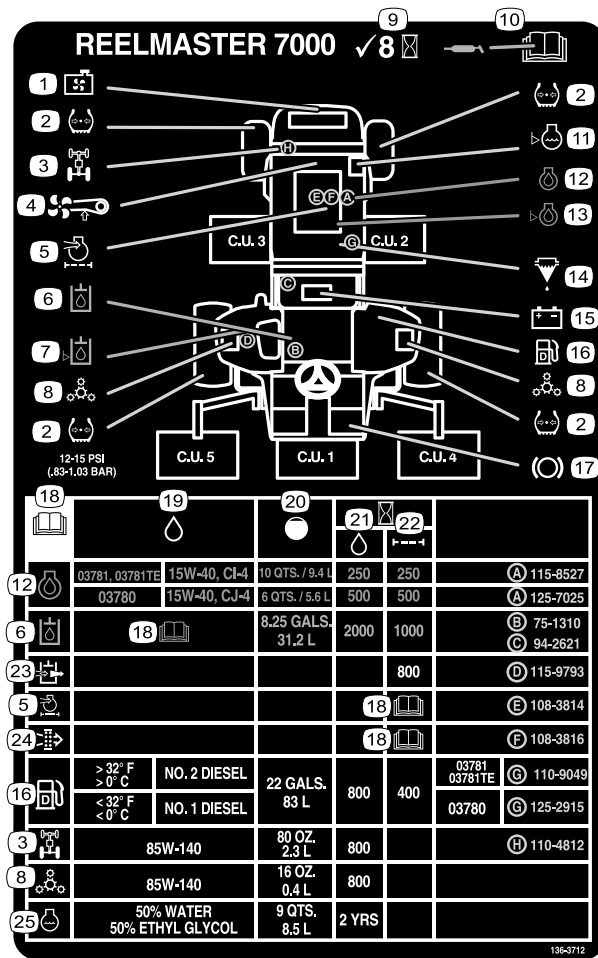 REELMASTER 7000 ✓8
9
10
1
2
3
4
5
6
7
8
2
12-15 PSI
(.83-1.03 BAR)
2
11
12
13
14
15
16
8
2
17
H
E F A
G
C
D
B
C.U. 3
C.U. 2
C.U. 5
C.U. 1
C.U. 4
18
19
20
21
22
12
03781, 03781TE 15W-40, CI-4 10 QTS. / 9.4 L 250 250 A 115-8527
03780 15W-40, CJ-4 6 QTS. / 5.6 L 500 500 A 125-7025
6
18
8.25 GALS.
31.2 L
2000 1000
B 75-1310
C 94-2621
23 800 D 115-9793
5 18 E 108-3814
24 18 F 108-3816
16
> 32° F
> 0° C
NO. 2 DIESEL
< 32° F
< 0° C
NO. 1 DIESEL
22 GALS.
83 L
800 400
03781
03781TE
G 110-9049
03780 G 125-2915
3 85W-140
80 OZ.
2.3 L
800 H 110-4812
8 85W-140
16 OZ.
0.4 L
800
25
50% WATER
50% ETHYL GLYCOL
9 QTS.
8.5 L
2 YRS
136-3712